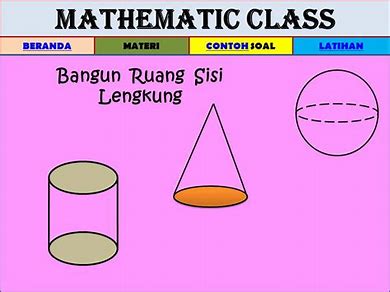 MATHEMATIC CLASS
BERANDA MATERI CONTOH SOAL LATIHAN
Bangun Ruang Sisi
Lengkung